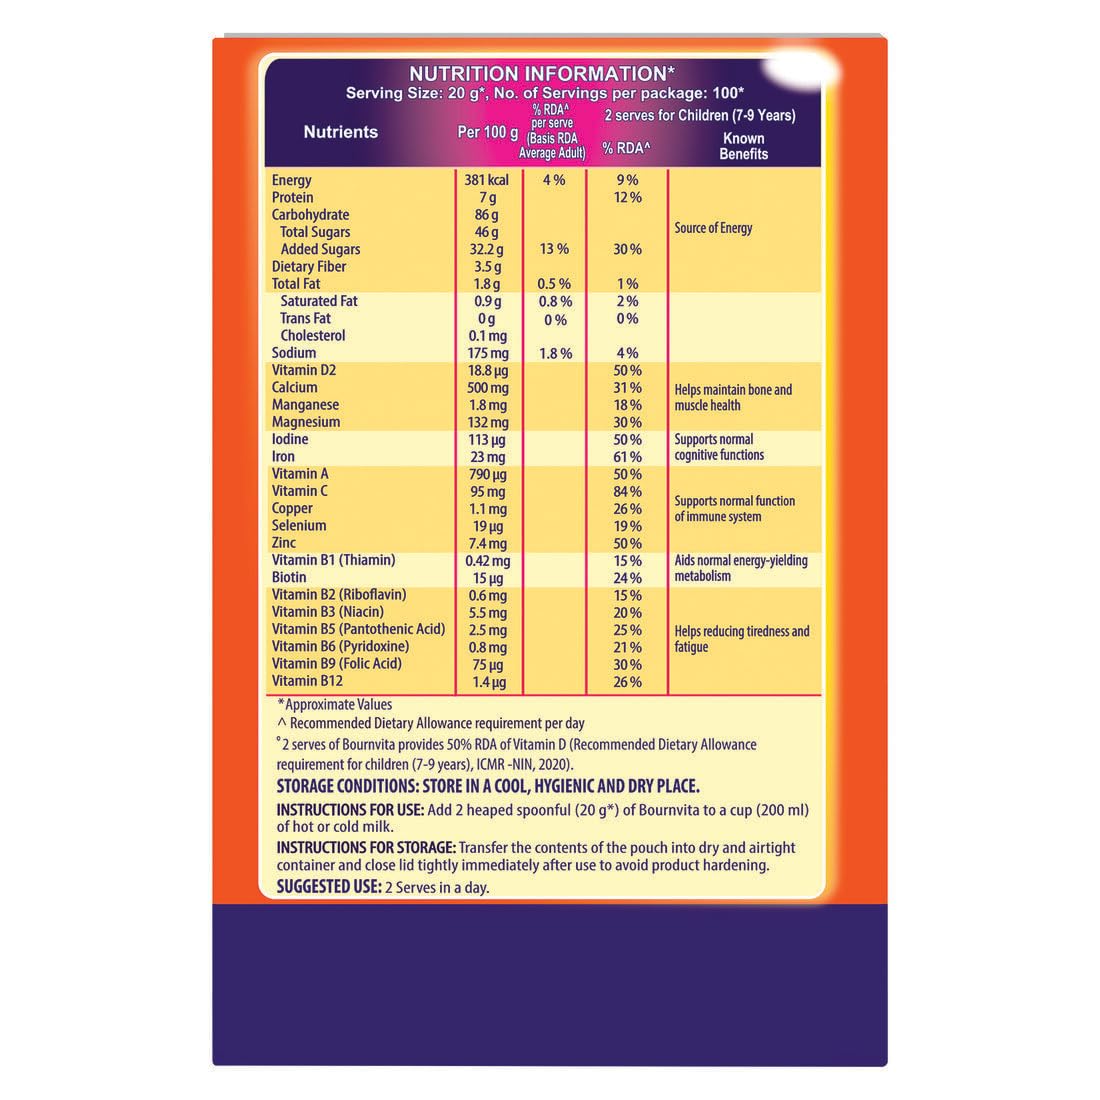 NUTRITION INFORMATION*
Serving Size: 20 g*, No. of Servings per package: 100*
Nutrients
Per 100 g
% RDA^
per serve
(Basis RDA
Average Adult)
2 serves for Children (7-9 Years)
% RDA^
Known
Benefits
Energy 381 kcal 4 % 9 %
Protein 7 g 12 %
Carbohydrate 86 g
Total Sugars 46 g
Source of Energy
Added Sugars 32.2 g 13 % 30 %
Dietary Fiber 3.5 g
Total Fat 1.8 g 0.5 % 1 %
Saturated Fat 0.9 g 0.8 % 2 %
Trans Fat 0 g 0 % 0 %
Cholesterol 0.1 mg
Sodium 175 mg 1.8 % 4 %
Vitamin D2 18.8 µg 50 %
Calcium 500 mg 31 %
Helps maintain bone and
Manganese 1.8 mg 18 %
muscle health
Magnesium 132 mg 30 %
Iodine 113 µg 50 % Supports normal
Iron 23 mg 61 % cognitive functions
Vitamin A 790 µg 50 %
Vitamin C 95 mg 84 %
Supports normal function
Copper 1.1 mg 26 %
of immune system
Selenium 19 µg 19 %
Zinc 7.4 mg 50 %
Vitamin B1 (Thiamin) 0.42 mg 15 % Aids normal energy-yielding
Biotin 15 µg 24 % metabolism
Vitamin B2 (Riboflavin) 0.6 mg 15 %
Vitamin B3 (Niacin) 5.5 mg 20 %
Vitamin B5 (Pantothenic Acid) 2.5 mg 25 % Helps reducing tiredness and
Vitamin B6 (Pyridoxine) 0.8 mg 21 % fatigue
Vitamin B9 (Folic Acid) 75 µg 30 %
Vitamin B12 1.4 µg 26 %
*Approximate Values
^ Recommended Dietary Allowance requirement per day
°2 serves of Bournvita provides 50% RDA of Vitamin D (Recommended Dietary Allowance
requirement for children (7-9 years), ICMR -NIN, 2020).
STORAGE CONDITIONS: STORE IN A COOL, HYGIENIC AND DRY PLACE.
INSTRUCTIONS FOR USE: Add 2 heaped spoonful (20 g*) of Bournvita to a cup (200 ml)
of hot or cold milk.
INSTRUCTIONS FOR STORAGE: Transfer the contents of the pouch into dry and airtight
container and close lid tightly immediately after use to avoid product hardening.
SUGGESTED USE: 2 Serves in a day.